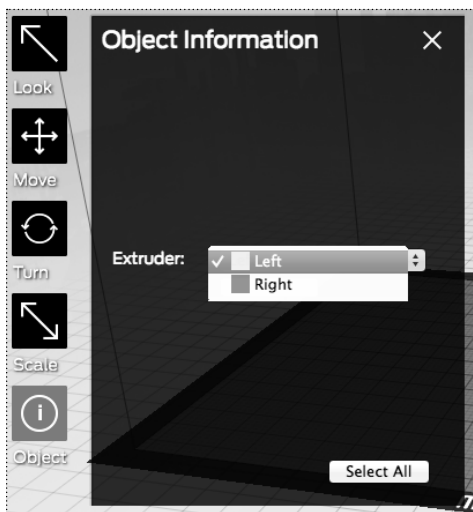 Object Information
Look
Move
Turn
Scale
Object
Extruder:
Left
Right
Select All